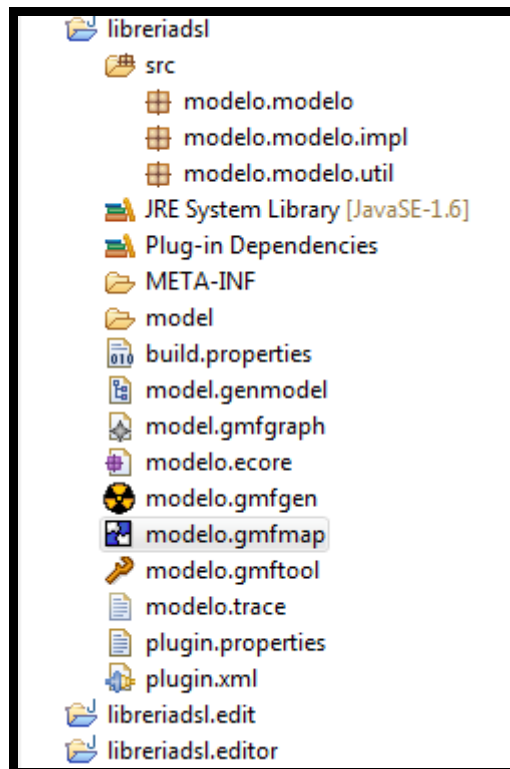 libreriadsl
src
modelo.modelo
modelo.modelo.impl
modelo.modelo.util
JRE System Library [JavaSE-1.6]
Plug-in Dependencies
META-INF
model
build.properties
model.genmodel
model.gmfgraph
modelo.ecore
modelo.gmfgen
modelo.gmfmap
modelo.gmftool
modelo.trace
plugin.properties
plugin.xml
libreriadsl.edit
libreriadsl.editor